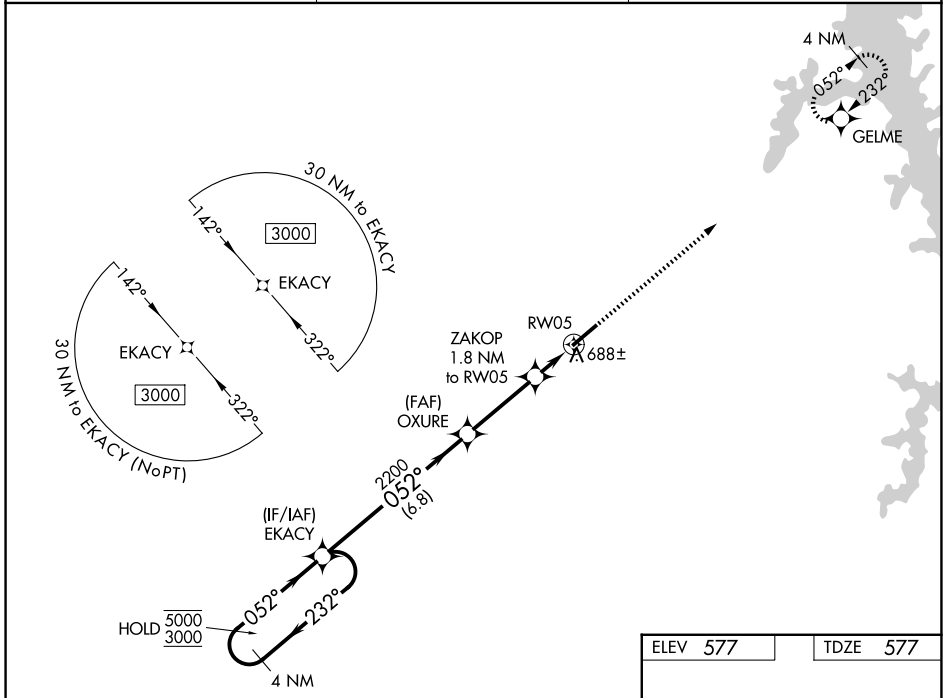 4 NM
052°
232°
GELME
30 NM to EKACY
142°
3000
EKACY
322°
142°
EKACY
3000
322°
30 NM to EKACY (NoPT)
RW05
688±
ZAKOP
1.8 NM
to RW05
(FAF)
OXURE
2200
052°
(6.8)
(IF/IAF)
EKACY
052°
232°
HOLD 5000
3000
4 NM
ELEV 577
TDZE 577